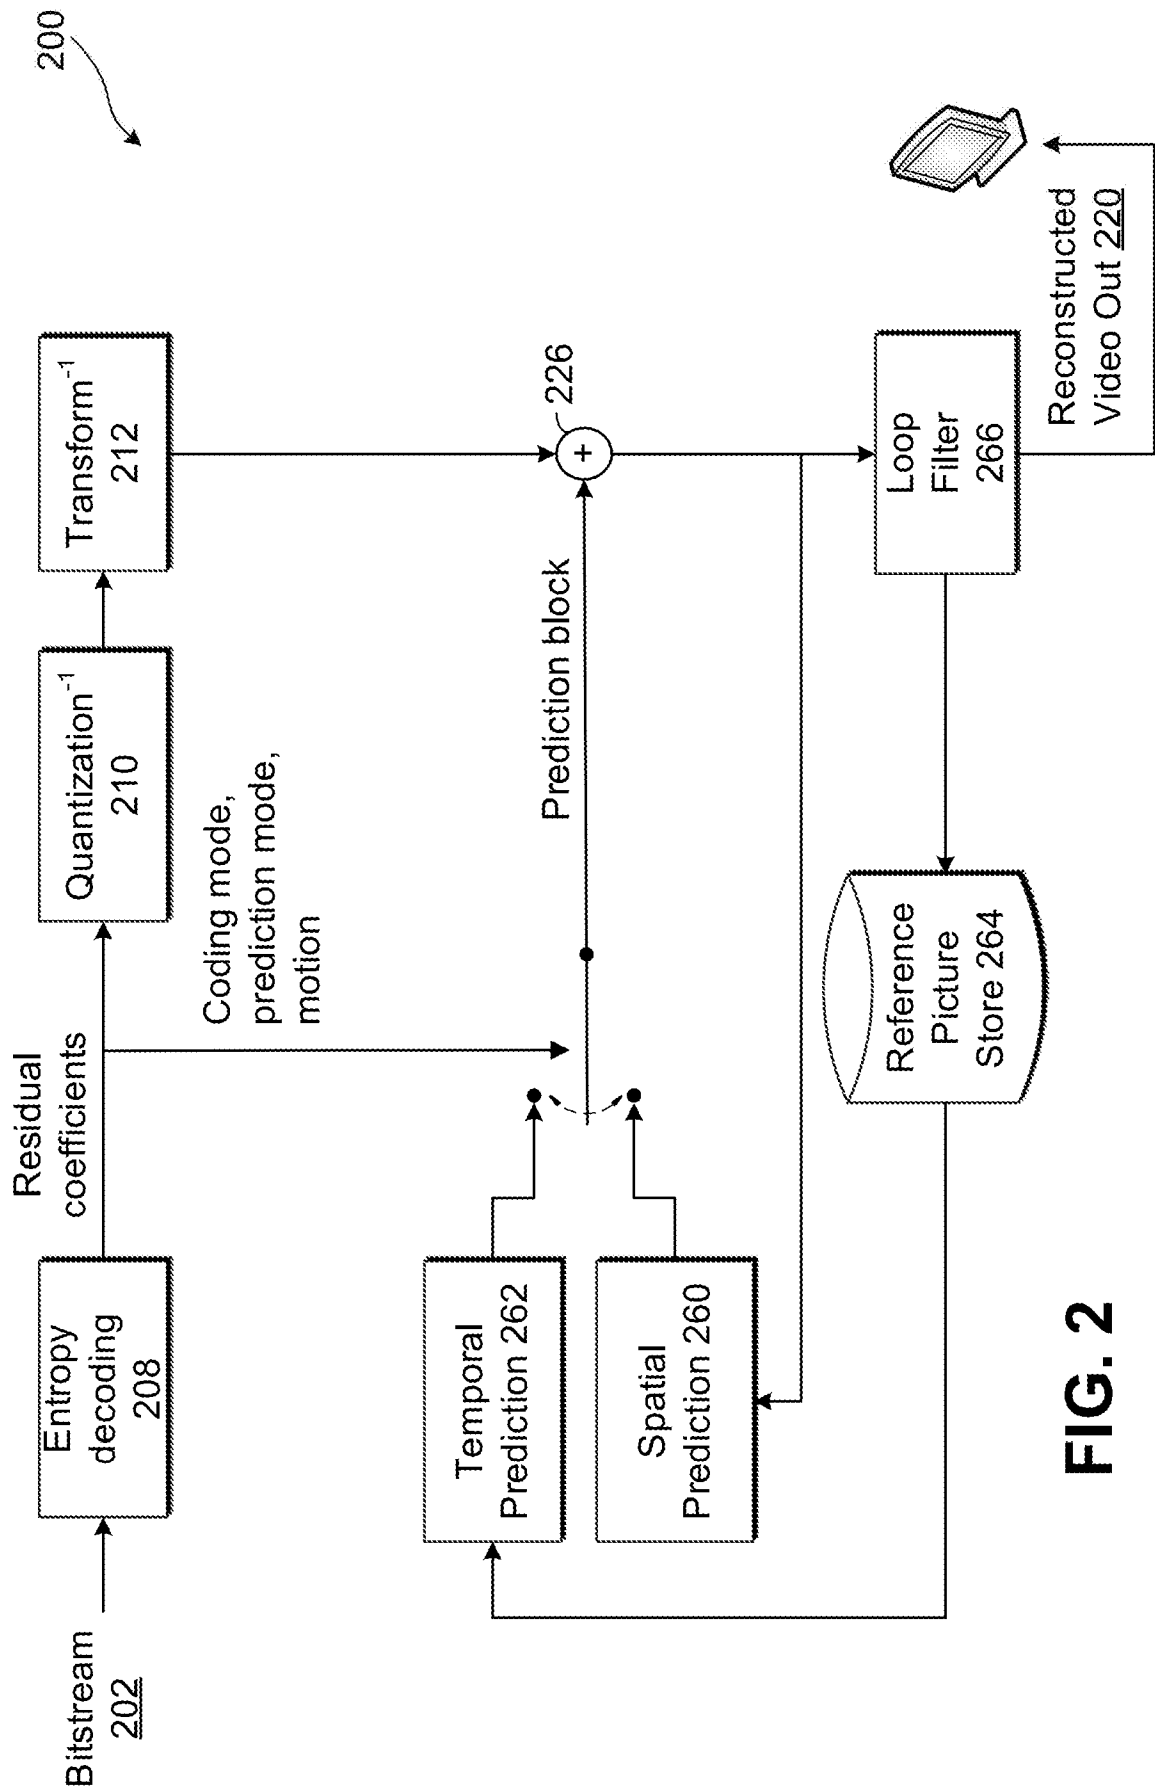 200
Bitstream
202
Entropy
decoding
208
Residual
coefficients
Quantization-1
210
Transform-1
212
Coding mode,
prediction mode,
motion
Temporal
Prediction 262
Spatial
Prediction 260
Prediction block
226
+
Reference
Picture
Store 264
Loop
Filter
266
Reconstructed
Video Out 220
FIG. 2